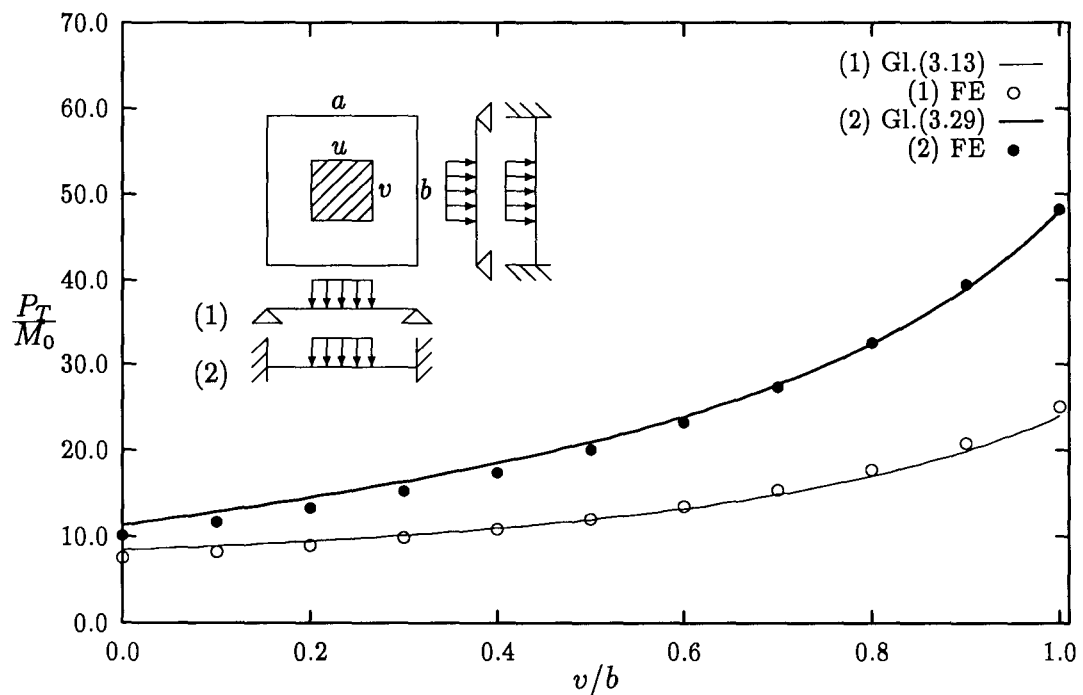 70.0
60.0
50.0
40.0
30.0
20.0
10.0
0.0
P_T
M_0
(1) Gl.(3.13)
(1) FE
(2) Gl.(3.29)
(2) FE
a
u
v
b
(1)
(2)
0.0 0.2 0.4 0.6 0.8 1.0
v/b